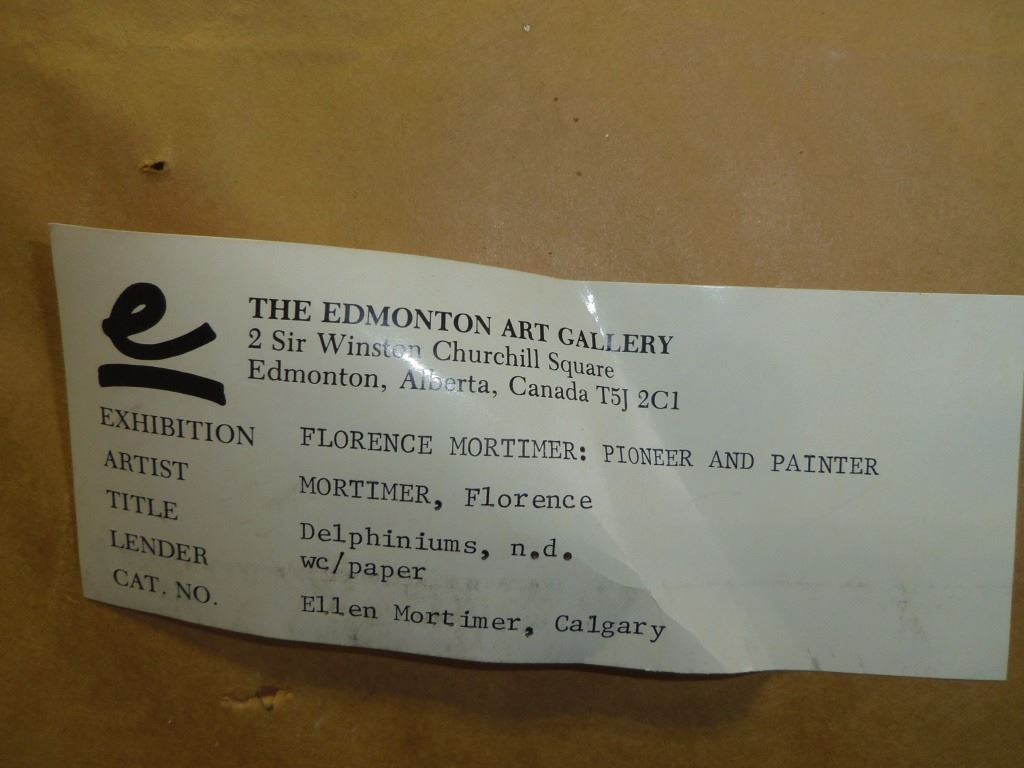 e
THE EDMONTON ART GALLERY
2 Sir Winston Churchill Square
Edmonton, Alberta, Canada T5J 2C1
EXHIBITION FLORENCE MORTIMER: PIONEER AND PAINTER
ARTIST MORTIMER, Florence
TITLE Delphiniums, n.d.
wc/paper
LENDER Ellen Mortimer, Calgary
CAT. NO.